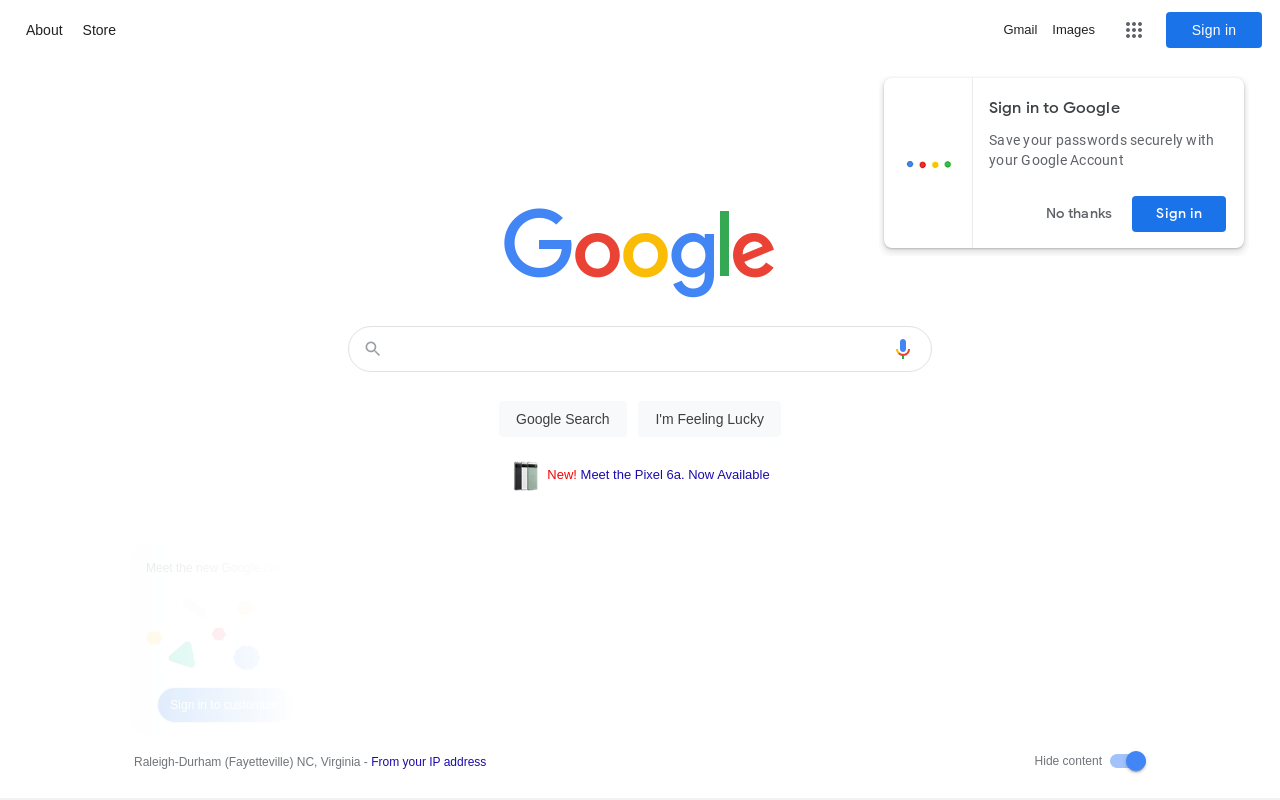 About Store Gmail Images Sign in
Sign in to Google
Save your passwords securely with
your Google Account
No thanks Sign in
Google
Google Search I'm Feeling Lucky
New! Meet the Pixel 6a. Now Available
Meet the new Google
Sign in to customize
Raleigh-Durham (Fayetteville) NC, Virginia - From your IP address
Hide content